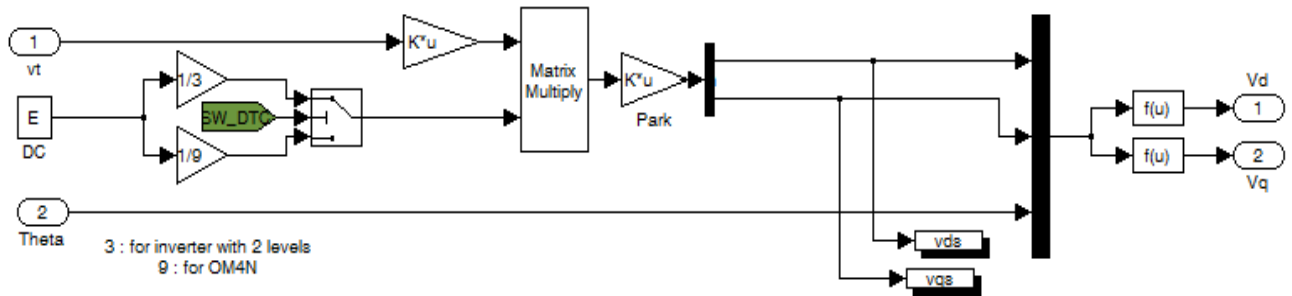 1
vt
K*u
1/3
SW_DTC
E
DC
1/9
Matrix
Multiply
K*u
Park
Vd
f(u)
1
f(u)
2
Vq
2
Theta
3 : for inverter with 2 levels
9 : for OM4N
vds
vqs